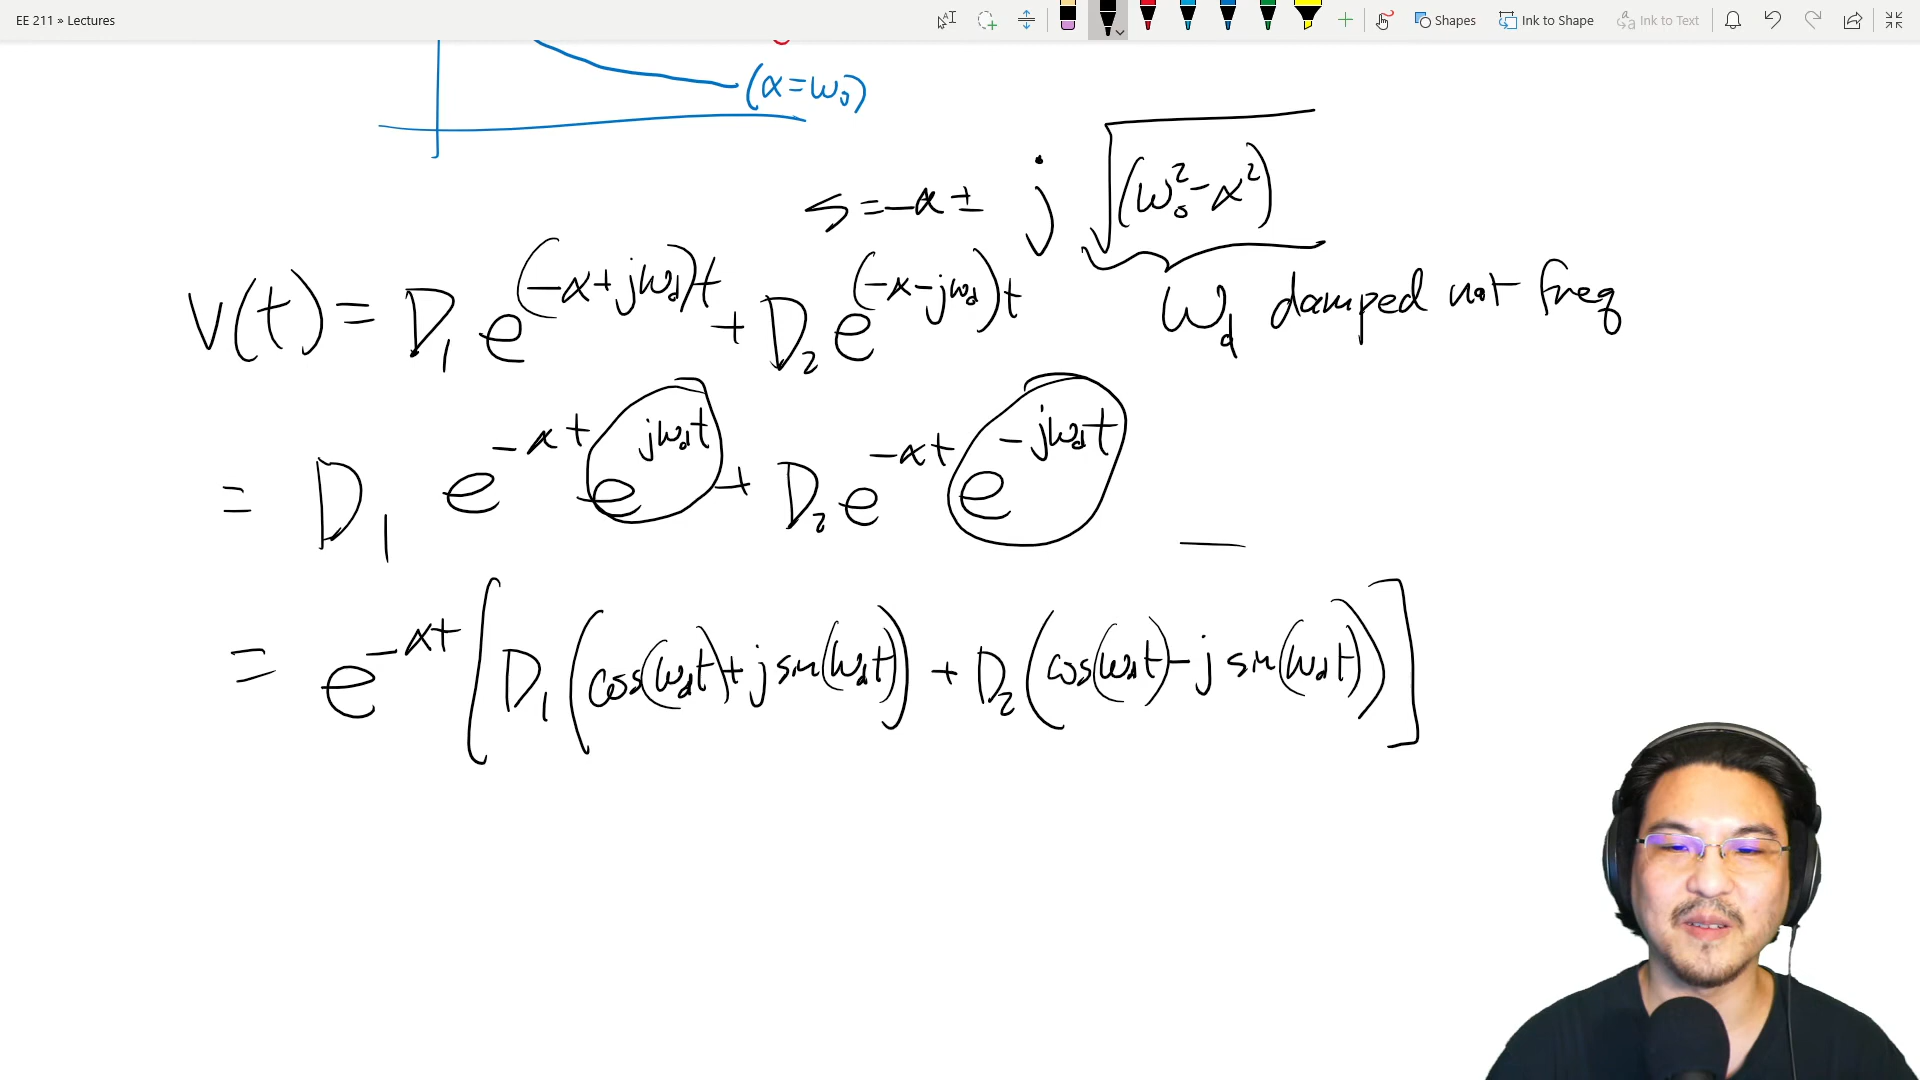 EE 211 » Lectures
Shapes Ink to Shape Ink to Text
(α=ω₀)
s=-α± j √(ω₀²-α²)
v(t)= D₁ e^(-α+jω_d)t + D₂ e^(-α-jω_d)t
ω_d damped nat freq
= D₁ e^-αt e^jω_dt + D₂ e^-αt e^-jω_dt
= e^-αt [D₁(cos(ω_dt)+j sin(ω_dt)) + D₂(cos(ω_dt)-j sin(ω_dt))]